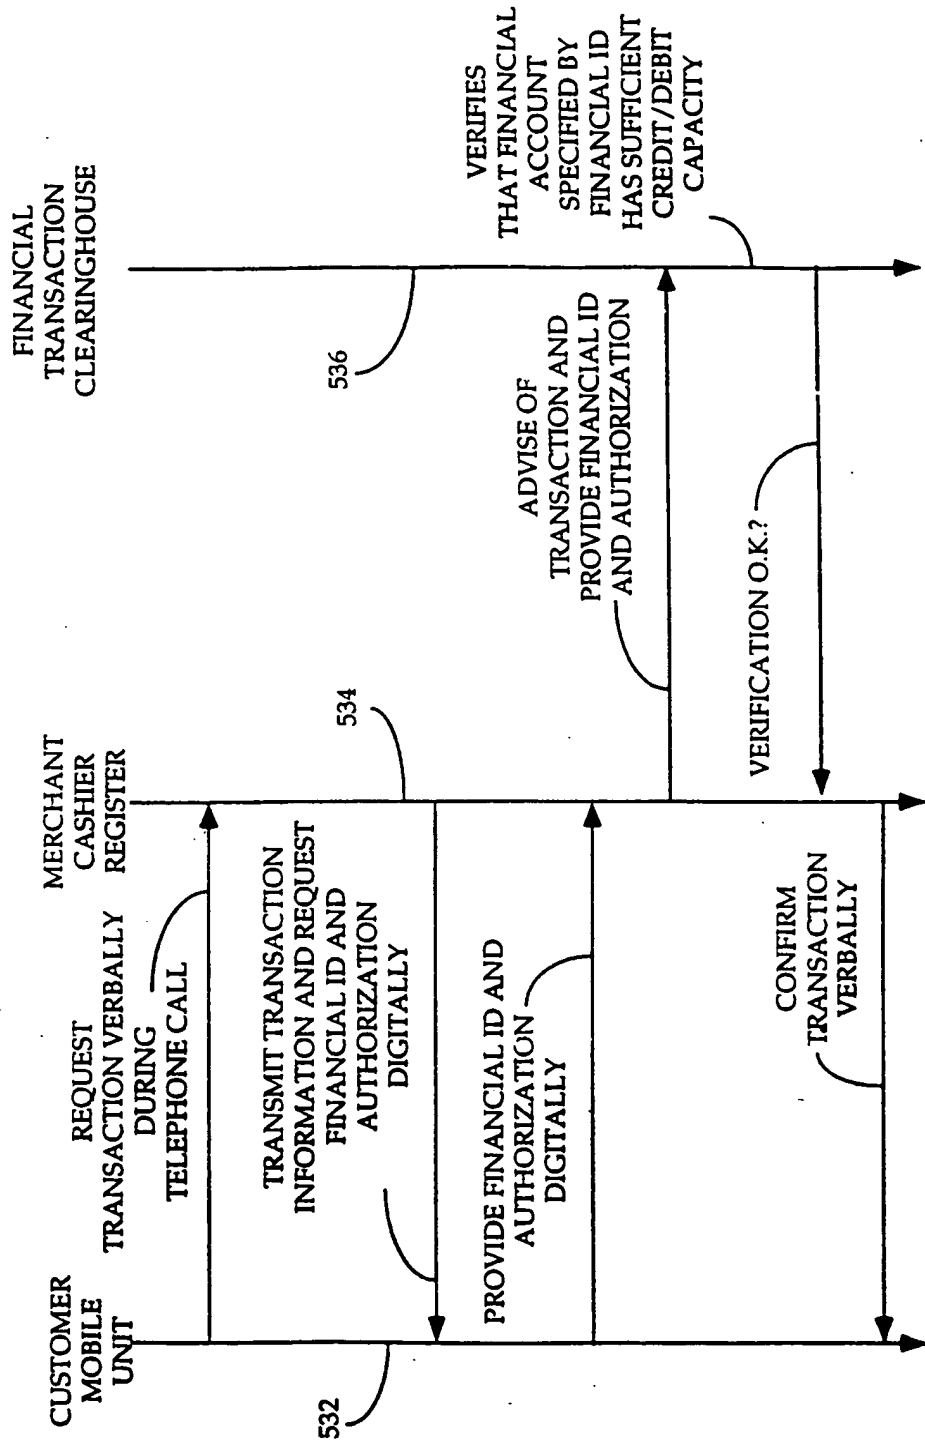 CUSTOMER
MOBILE
UNIT
REQUEST
TRANSACTION VERBALLY
DURING
TELEPHONE CALL
MERCHANT
CASHIER
REGISTER
FINANCIAL
TRANSACTION
CLEARINGHOUSE
532
534
536
TRANSMIT TRANSACTION
INFORMATION AND REQUEST
FINANCIAL ID AND
AUTHORIZATION
DIGITALLY
PROVIDE FINANCIAL ID AND
AUTHORIZATION
DIGITALLY
ADVISE OF
TRANSACTION AND
PROVIDE FINANCIAL ID
AND AUTHORIZATION
VERIFIES
THAT FINANCIAL
ACCOUNT
SPECIFIED BY
FINANCIAL ID
HAS SUFFICIENT
CREDIT/DEBIT
CAPACITY
VERIFICATION O.K.?
CONFIRM
TRANSACTION
VERBALLY